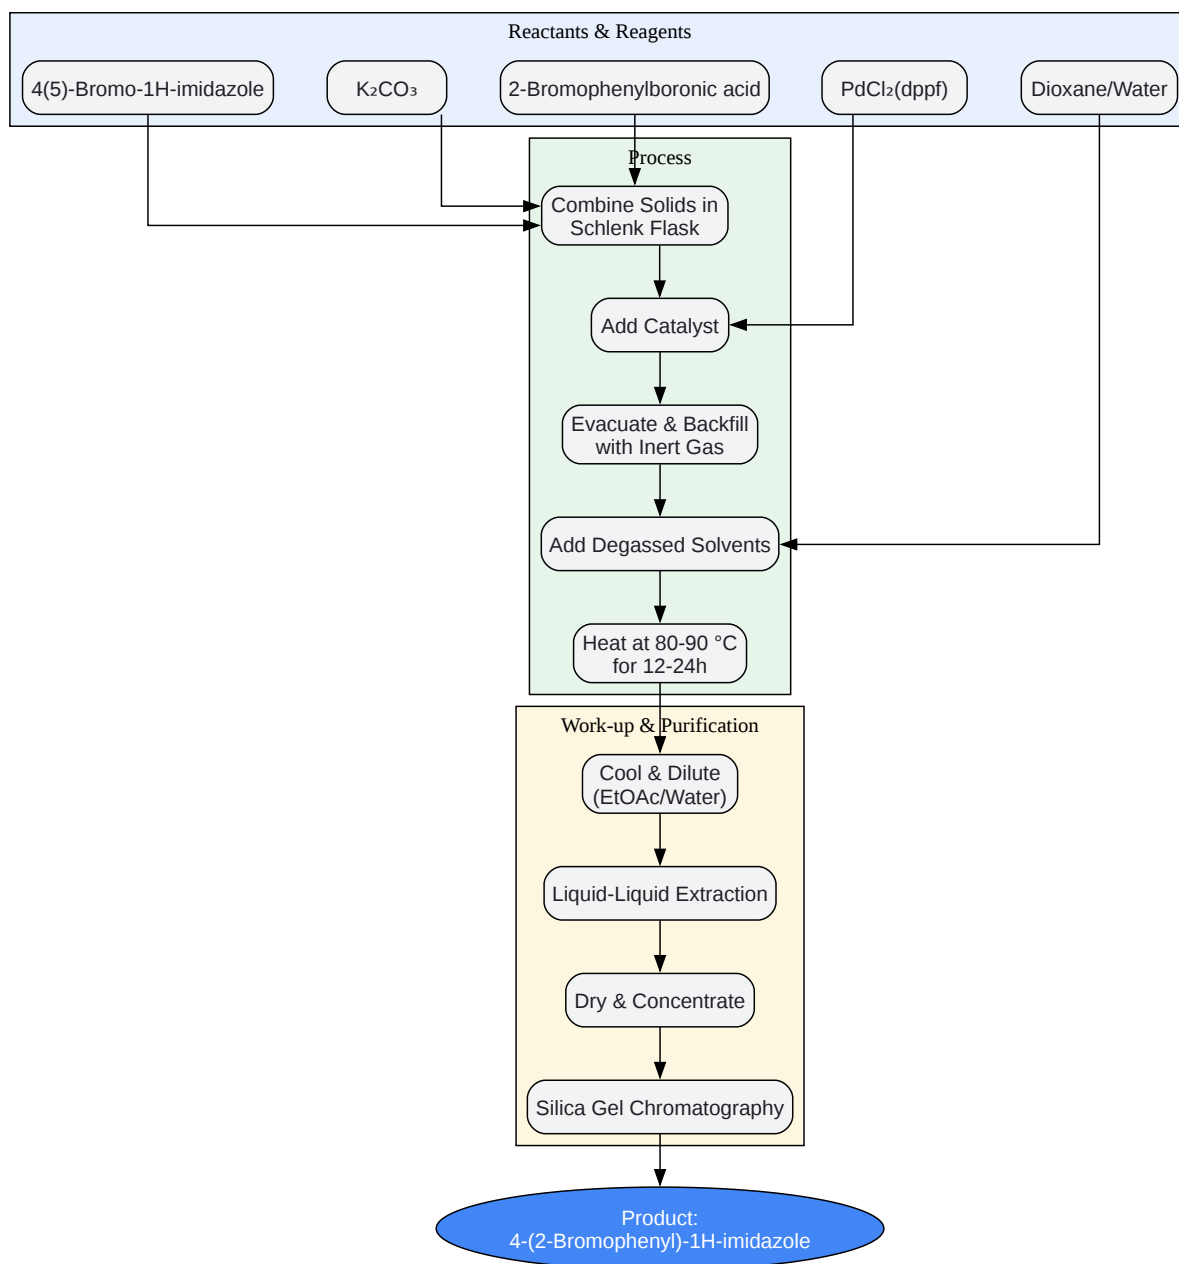 Reactants & Reagents
4(5)-Bromo-1H-imidazole
K₂CO₃
2-Bromophenylboronic acid
PdCl₂(dppf)
Dioxane/Water
Process
Combine Solids in
Schlenk Flask
Add Catalyst
Evacuate & Backfill
with Inert Gas
Add Degassed Solvents
Heat at 80-90 °C
for 12-24h
Work-up & Purification
Cool & Dilute
(EtOAc/Water)
Liquid-Liquid Extraction
Dry & Concentrate
Silica Gel Chromatography
Product:
4-(2-Bromophenyl)-1H-imidazole